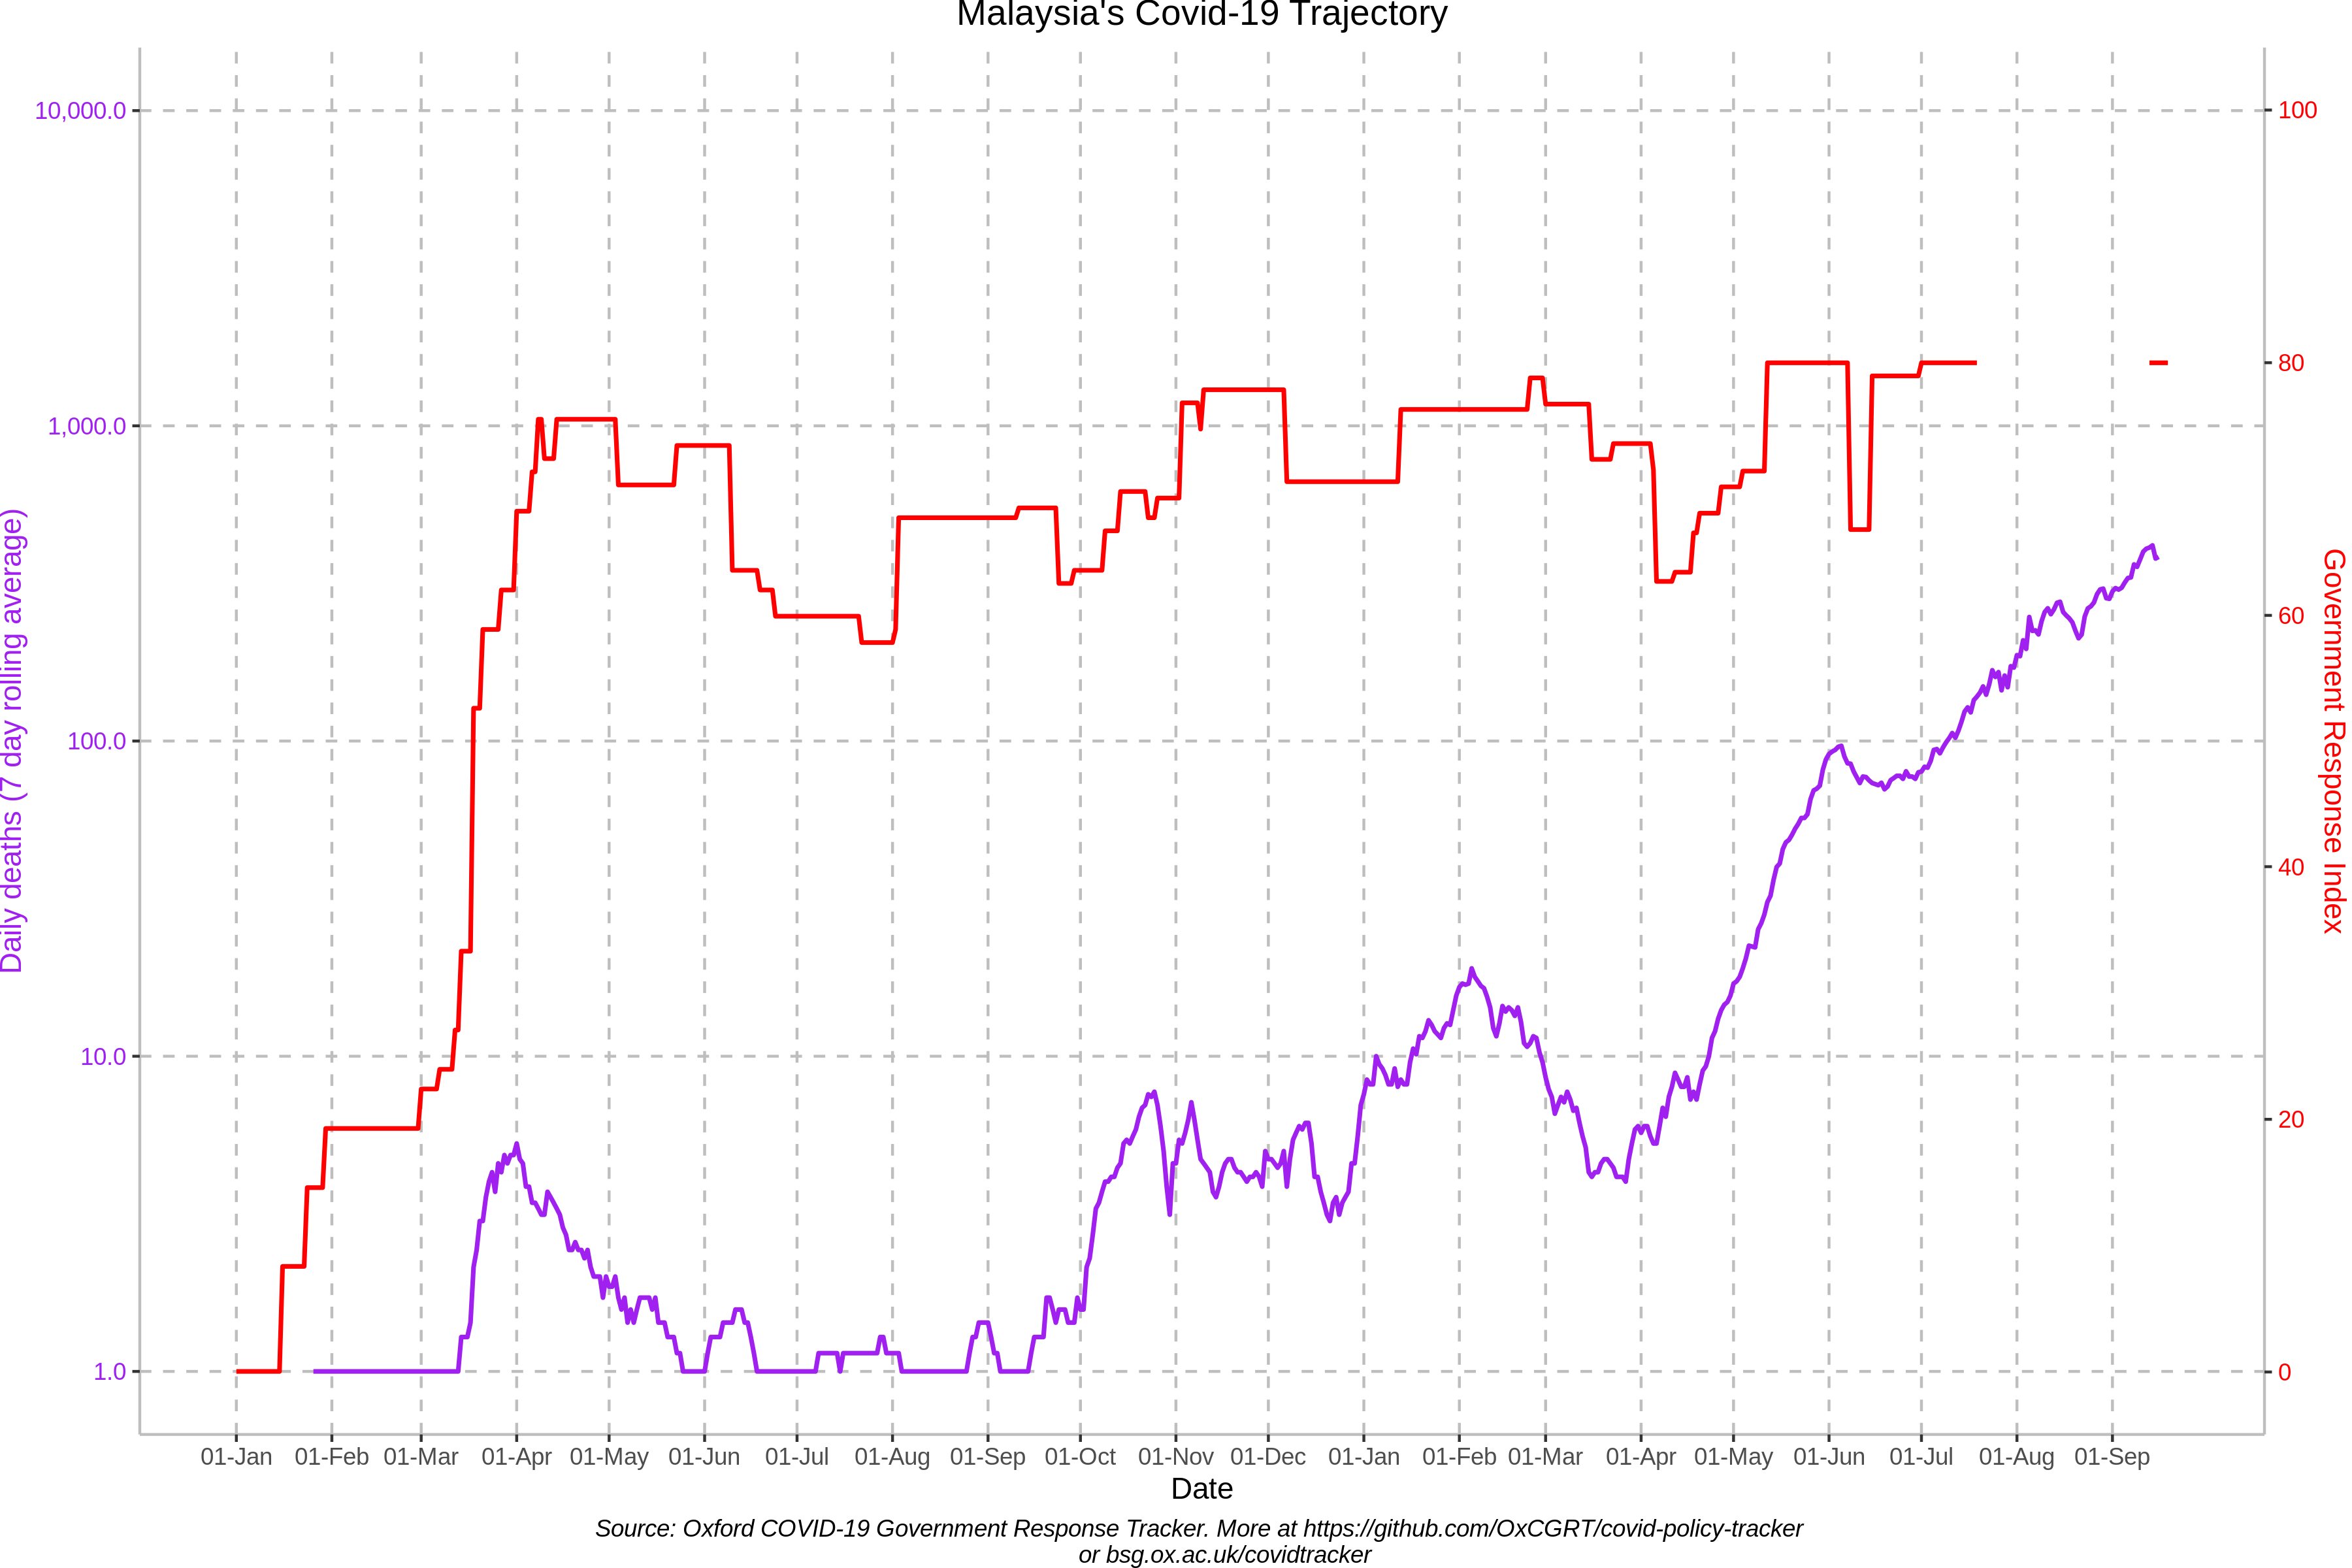 Malaysia's Covid-19 Trajectory
10,000.0
1,000.0
100.0
10.0
1.0
Daily deaths (7 day rolling average)
100
80
60
40
20
0
Government Response Index
01-Jan 01-Feb 01-Mar 01-Apr 01-May 01-Jun 01-Jul 01-Aug 01-Sep 01-Oct 01-Nov 01-Dec 01-Jan 01-Feb 01-Mar 01-Apr 01-May 01-Jun 01-Jul 01-Aug 01-Sep
Date
Source: Oxford COVID-19 Government Response Tracker. More at https://github.com/OxCGRT/covid-policy-tracker
or bsg.ox.ac.uk/covidtracker